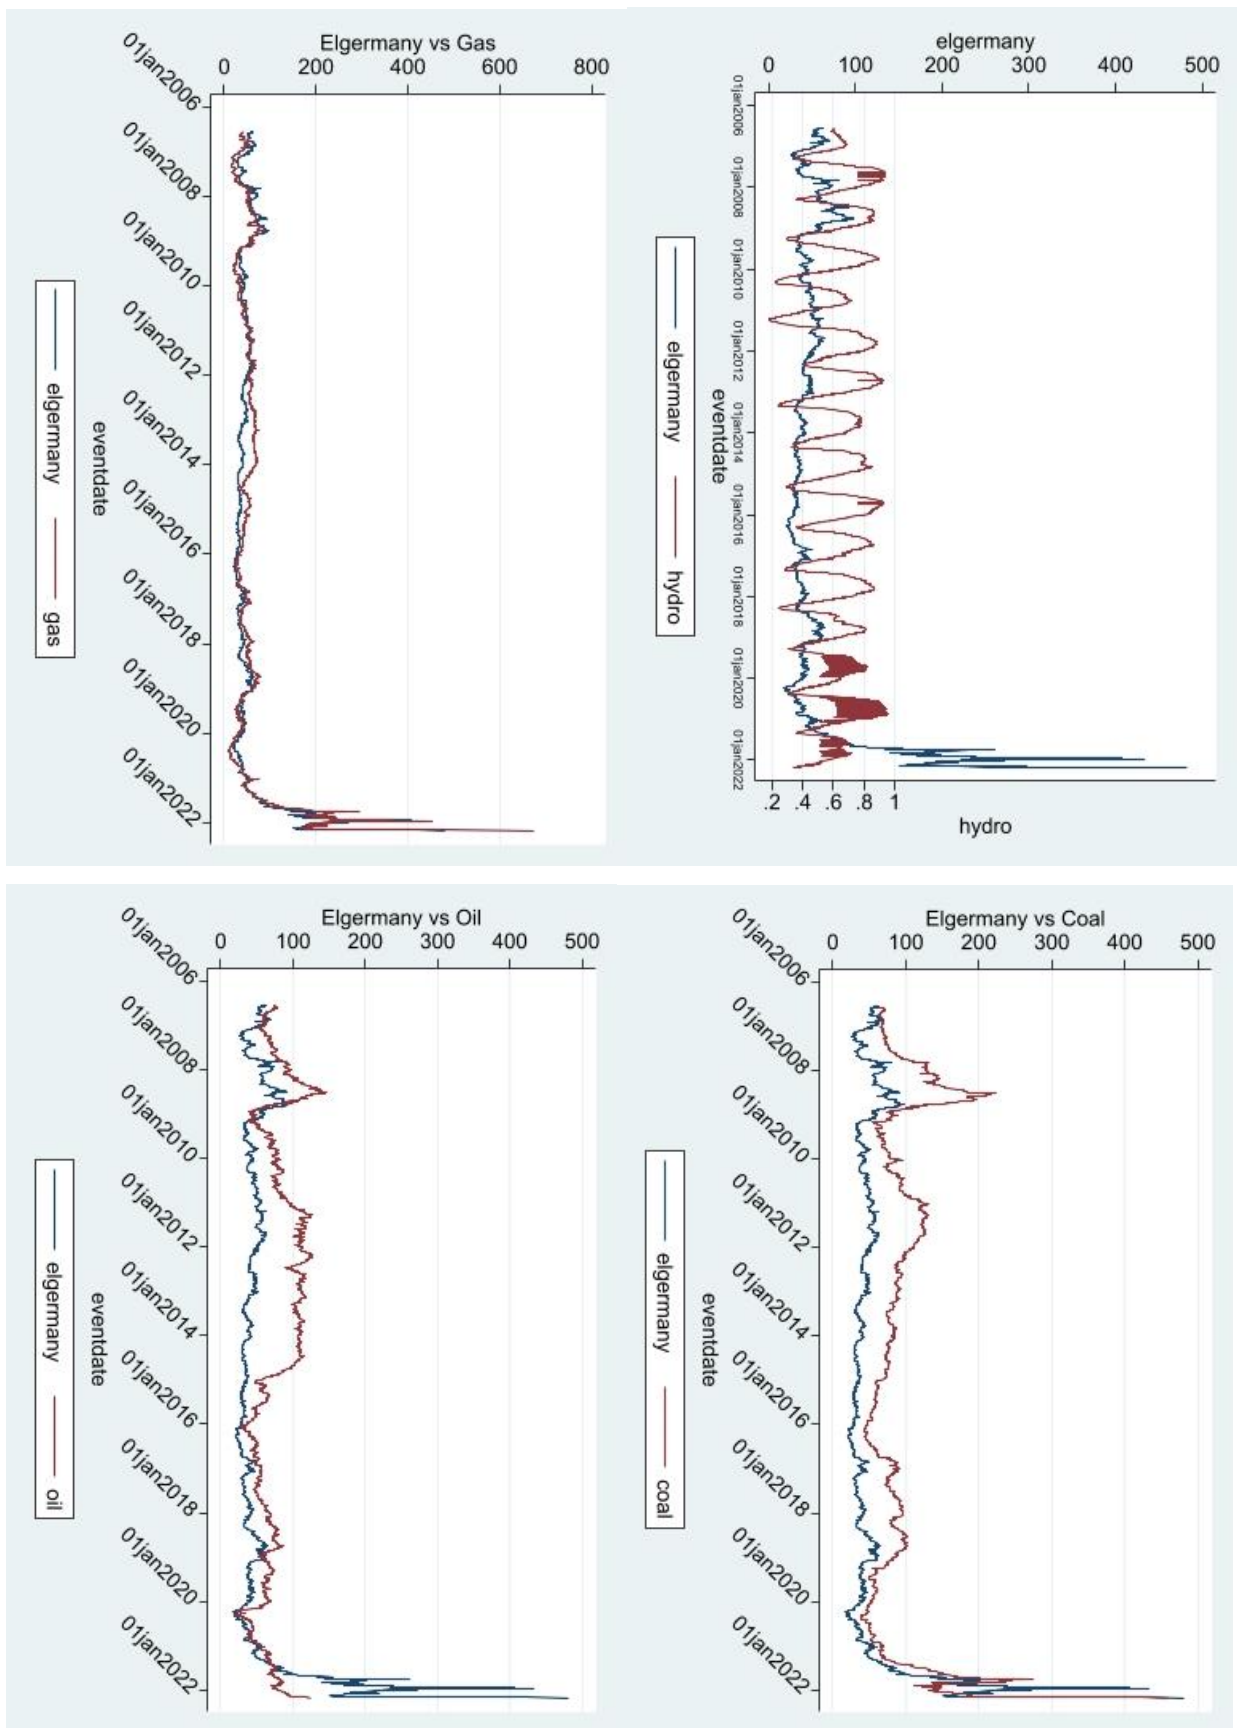 Elgermany vs Gas
0 200 400 600 800
01jan2006
01jan2008
01jan2010
01jan2012
01jan2014
01jan2016
01jan2018
01jan2020
01jan2022
eventdate
elgermany gas
elgermany
0 100 200 300 400 500
01jan2006
01jan2008
01jan2010
01jan2012
01jan2014
01jan2016
01jan2018
01jan2020
01jan2022
eventdate
elgermany hydro
.2 .4 .6 .8 1
hydro
Elgermany vs Oil
0 100 200 300 400 500
01jan2006
01jan2008
01jan2010
01jan2012
01jan2014
01jan2016
01jan2018
01jan2020
01jan2022
eventdate
elgermany oil
Elgermany vs Coal
0 100 200 300 400 500
01jan2006
01jan2008
01jan2010
01jan2012
01jan2014
01jan2016
01jan2018
01jan2020
01jan2022
eventdate
elgermany coal